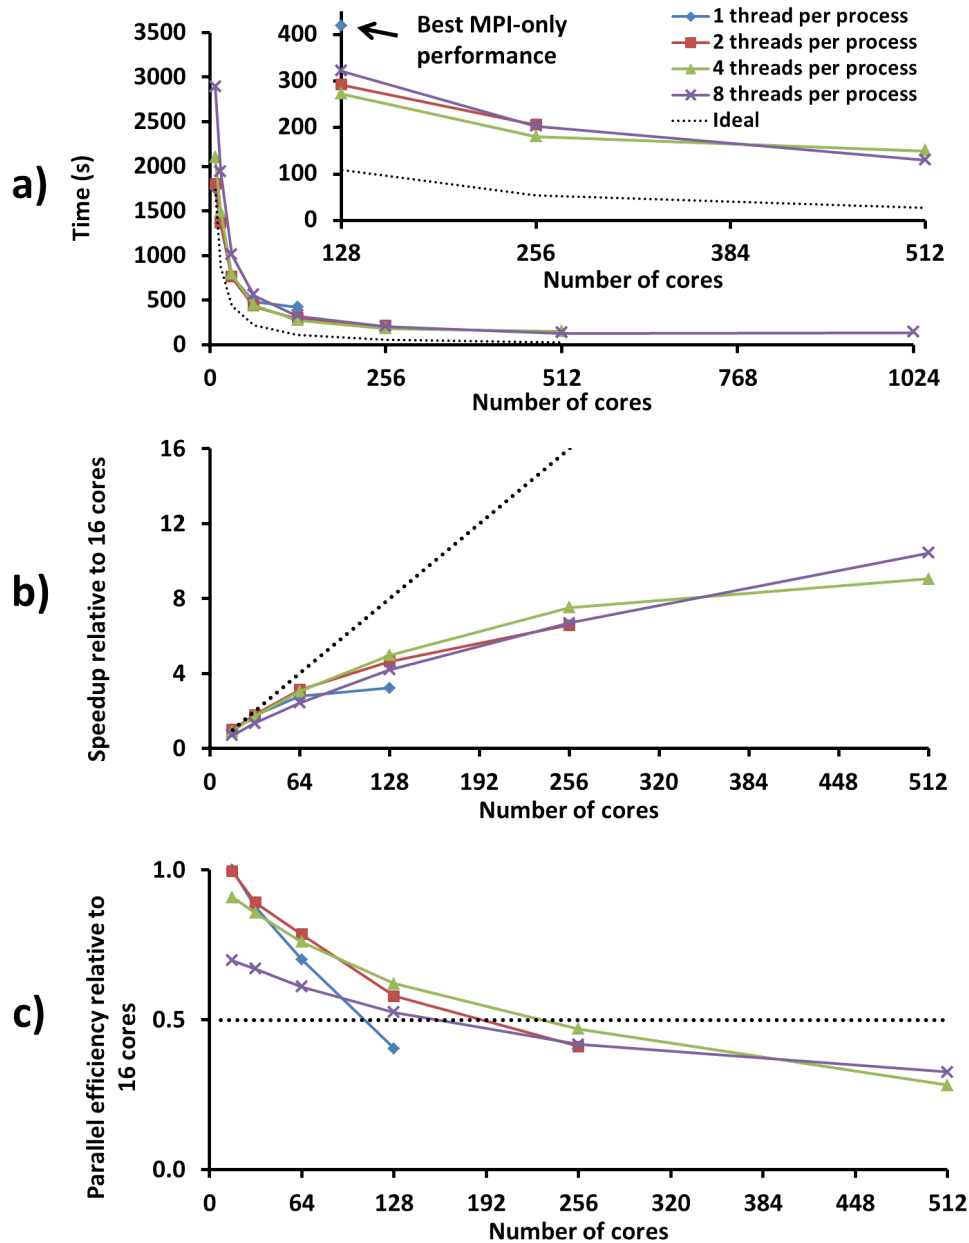 a)
Time (s)
3500
3000
2500
2000
1500
1000
500
0
0
256
512
768
1024
Number of cores
400
300
200
100
0
128
256
384
512
Number of cores
Best MPI-only
performance
1 thread per process
2 threads per process
4 threads per process
8 threads per process
Ideal
b)
Speedup relative to 16 cores
16
12
8
4
0
0
64
128
192
256
320
384
448
512
Number of cores
c)
Parallel efficiency relative to
16 cores
1.0
0.5
0.0
0
64
128
192
256
320
384
448
512
Number of cores